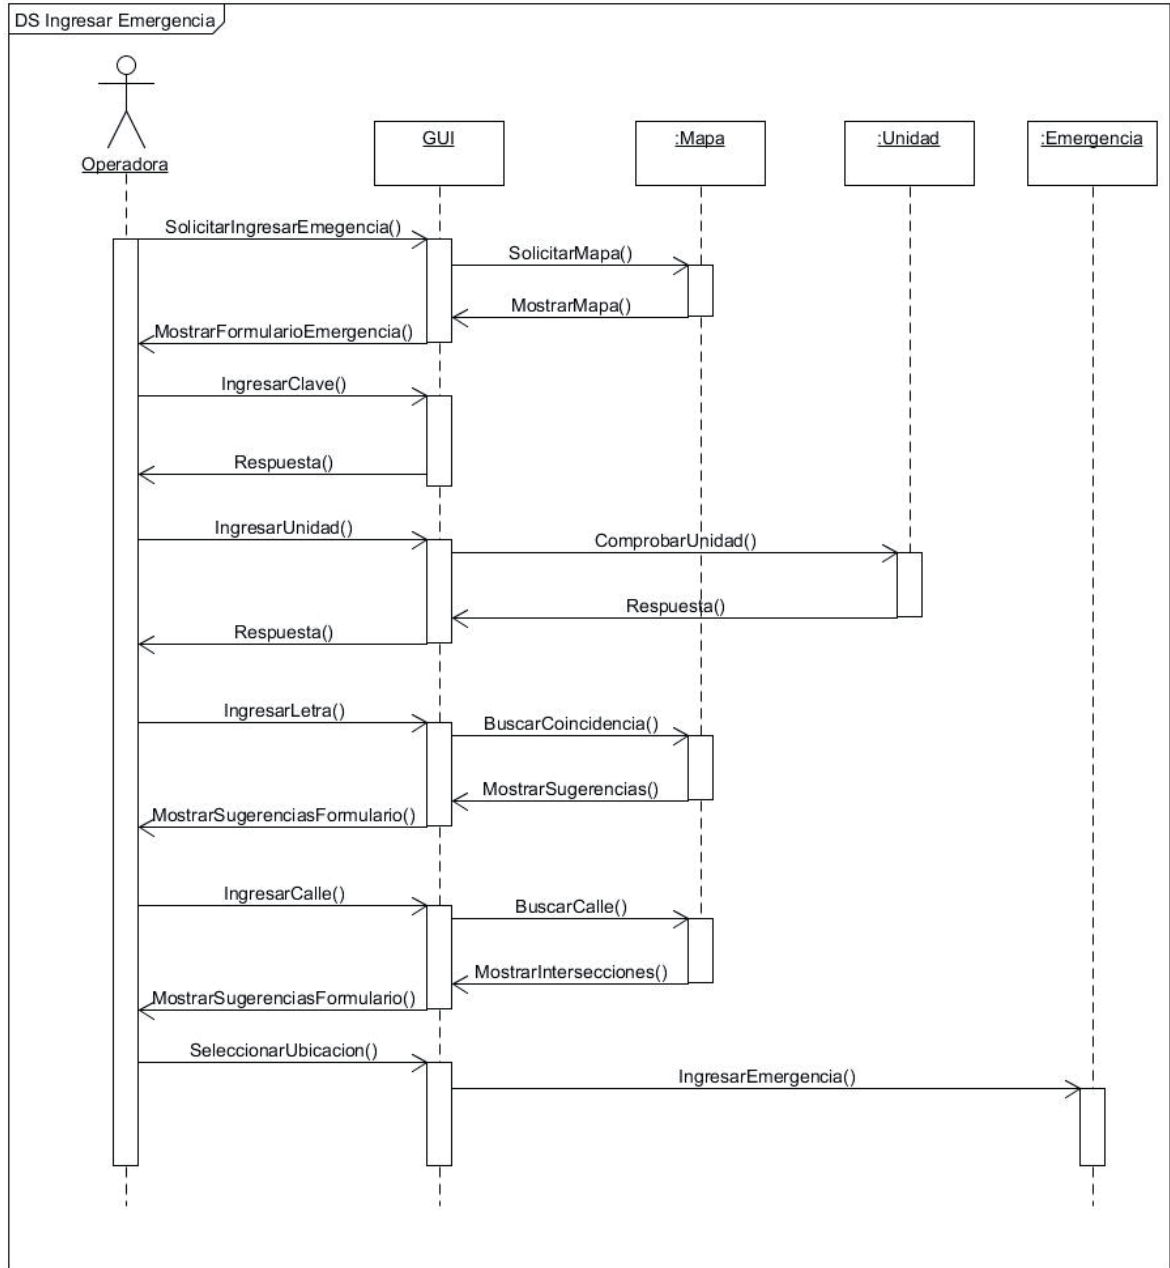 DS Ingresar Emergencia
Operadora
GUI
:Mapa
:Unidad
:Emergencia
SolicitarIngresarEmegencia()
SolicitarMapa()
MostrarMapa()
MostrarFormularioEmergencia()
IngresarClave()
Respuesta()
IngresarUnidad()
ComprobarUnidad()
Respuesta()
Respuesta()
IngresarLetra()
BuscarCoincidencia()
MostrarSugerencias()
MostrarSugerenciasFormulario()
IngresarCalle()
BuscarCalle()
MostrarIntersecciones()
MostrarSugerenciasFormulario()
SeleccionarUbicacion()
IngresarEmergencia()